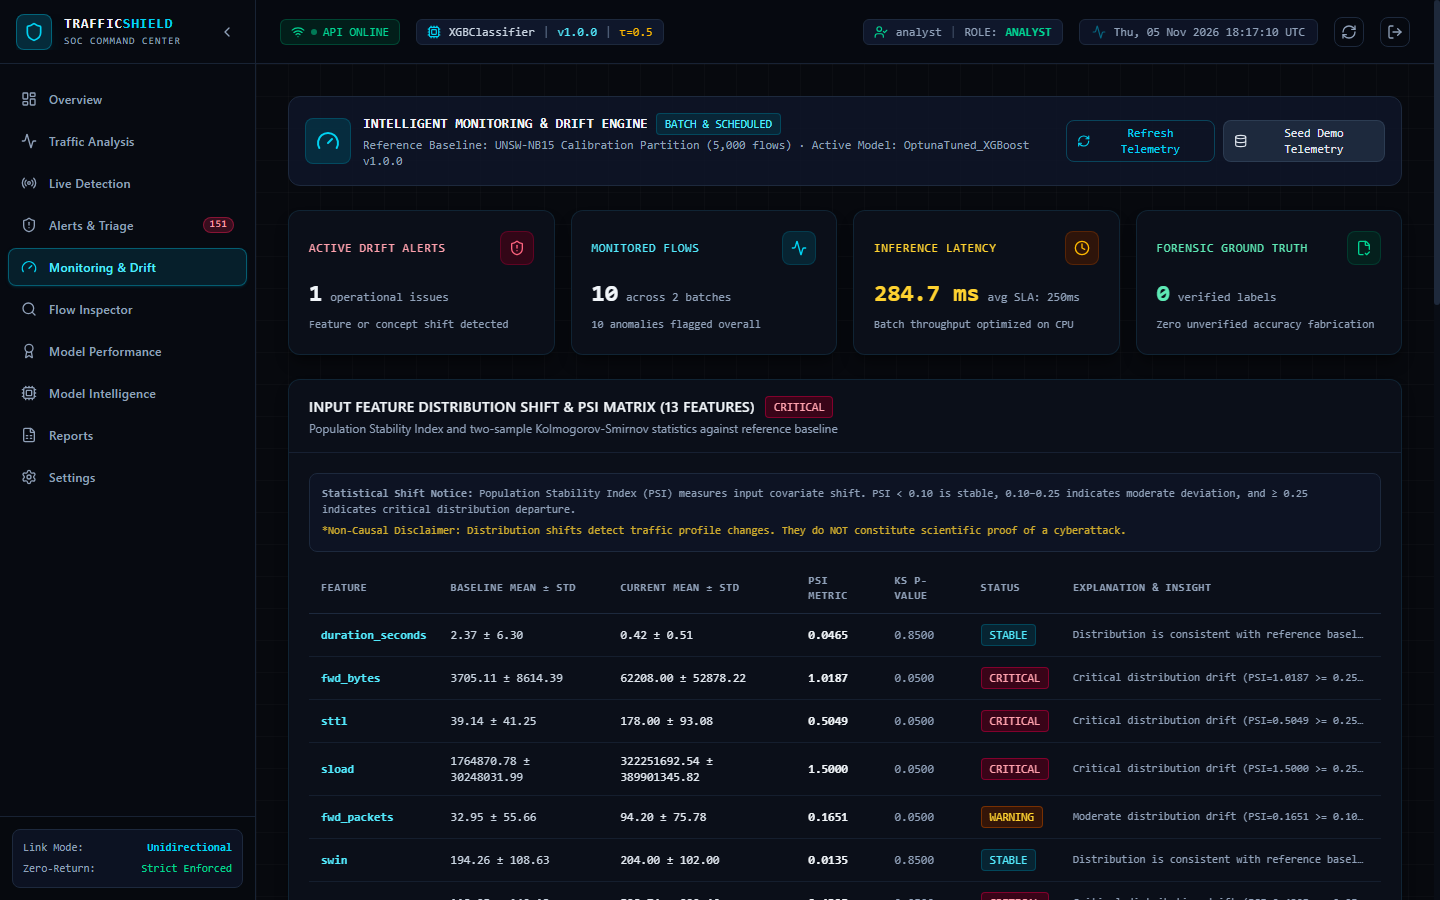 TRAFFICSHIELD
SOC COMMAND CENTER
Overview
Traffic Analysis
Live Detection
Alerts & Triage 151
Monitoring & Drift
Flow Inspector
Model Performance
Model Intelligence
Reports
Settings
Link Mode: Unidirectional
Zero-Return: Strict Enforced
API ONLINE
XGBClassifier | v1.0.0 | τ=0.5
analyst | ROLE: ANALYST
Thu, 05 Nov 2026 18:17:10 UTC
INTELLIGENT MONITORING & DRIFT ENGINE BATCH & SCHEDULED
Reference Baseline: UNSW-NB15 Calibration Partition (5,000 flows) · Active Model: OptunaTuned_XGBoost
v1.0.0
Refresh
Telemetry
Seed Demo
Telemetry
ACTIVE DRIFT ALERTS
1 operational issues
Feature or concept shift detected
MONITORED FLOWS
10 across 2 batches
10 anomalies flagged overall
INFERENCE LATENCY
284.7 ms avg SLA: 250ms
Batch throughput optimized on CPU
FORENSIC GROUND TRUTH
0 verified labels
Zero unverified accuracy fabrication
INPUT FEATURE DISTRIBUTION SHIFT & PSI MATRIX (13 FEATURES) CRITICAL
Population Stability Index and two-sample Kolmogorov-Smirnov statistics against reference baseline
Statistical Shift Notice: Population Stability Index (PSI) measures input covariate shift. PSI < 0.10 is stable, 0.10–0.25 indicates moderate deviation, and ≥ 0.25
indicates critical distribution departure.
*Non-Causal Disclaimer: Distribution shifts detect traffic profile changes. They do NOT constitute scientific proof of a cyberattack.
FEATURE BASELINE MEAN ± STD CURRENT MEAN ± STD PSI METRIC KS P-VALUE STATUS EXPLANATION & INSIGHT
duration_seconds 2.37 ± 6.30 0.42 ± 0.51 0.0465 0.8500 STABLE Distribution is consistent with reference basel…
fwd_bytes 3705.11 ± 8614.39 62208.00 ± 52878.22 1.0187 0.0500 CRITICAL Critical distribution drift (PSI=1.0187 >= 0.25…
sttl 39.14 ± 41.25 178.00 ± 93.08 0.5049 0.0500 CRITICAL Critical distribution drift (PSI=0.5049 >= 0.25…
sload 1764870.78 ± 30248031.99 322251692.54 ± 389901345.82 1.5000 0.0500 CRITICAL Critical distribution drift (PSI=1.5000 >= 0.25…
fwd_packets 32.95 ± 55.66 94.20 ± 75.78 0.1651 0.0500 WARNING Moderate distribution drift (PSI=0.1651 >= 0.10…
swin 194.26 ± 108.63 204.00 ± 102.00 0.0135 0.8500 STABLE Distribution is consistent with reference basel…